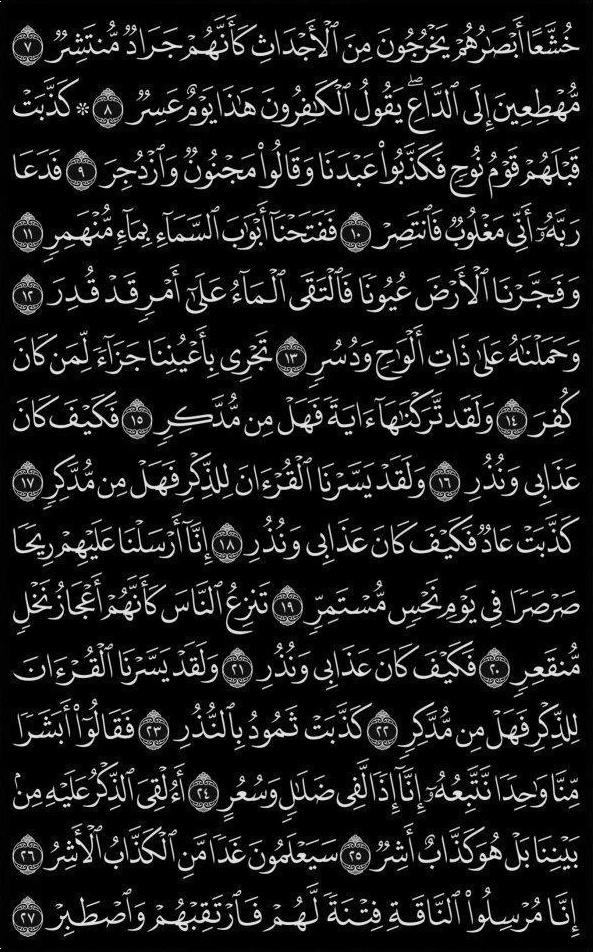 خُشَّعًا أَبْصَٰرُهُمْ يَخْرُجُونَ مِنَ ٱلْأَجْدَاثِ كَأَنَّهُمْ جَرَادٌ مُّنتَشِرٌ ٧
مُّهْطِعِينَ إِلَى ٱلدَّاعِ ۖ يَقُولُ ٱلْكَٰفِرُونَ هَٰذَا يَوْمٌ عَسِرٌ ٨ ۞ كَذَّبَتْ
قَبْلَهُمْ قَوْمُ نُوحٍ فَكَذَّبُوا۟ عَبْدَنَا وَقَالُوا۟ مَجْنُونٌ وَٱزْدُجِرَ ٩ فَدَعَا
رَبَّهُۥٓ أَنِّى مَغْلُوبٌ فَٱنتَصِرْ ١٠ فَفَتَحْنَآ أَبْوَٰبَ ٱلسَّمَآءِ بِمَآءٍ مُّنْهَمِرٍ ١١
وَفَجَّرْنَا ٱلْأَرْضَ عُيُونًا فَٱلْتَقَى ٱلْمَآءُ عَلَىٰٓ أَمْرٍ قَدْ قُدِرَ ١٢
وَحَمَلْنَٰهُ عَلَىٰ ذَاتِ أَلْوَٰحٍ وَدُسُرٍ ١٣ تَجْرِى بِأَعْيُنِنَا جَزَآءً لِّمَن كَانَ
كُفِرَ ١٤ وَلَقَد تَّرَكْنَٰهَآ ءَايَةً فَهَلْ مِن مُّدَّكِرٍ ١٥ فَكَيْفَ كَانَ
عَذَابِى وَنُذُرِ ١٦ وَلَقَدْ يَسَّرْنَا ٱلْقُرْءَانَ لِلذِّكْرِ فَهَلْ مِن مُّدَّكِرٍ ١٧
كَذَّبَتْ عَادٌ فَكَيْفَ كَانَ عَذَابِى وَنُذُرِ ١٨ إِنَّآ أَرْسَلْنَا عَلَيْهِمْ رِيحًا
صَرْصَرًا فِى يَوْمِ نَحْسٍ مُّسْتَمِرٍّ ١٩ تَنزِعُ ٱلنَّاسَ كَأَنَّهُمْ أَعْجَازُ نَخْلٍ
مُّنقَعِرٍ ٢٠ فَكَيْفَ كَانَ عَذَابِى وَنُذُرِ ٢١ وَلَقَدْ يَسَّرْنَا ٱلْقُرْءَانَ
لِلذِّكْرِ فَهَلْ مِن مُّدَّكِرٍ ٢٢ كَذَّبَتْ ثَمُودُ بِٱلنُّذُرِ ٢٣ فَقَالُوٓا۟ أَبَشَرًا
مِّنَّا وَٰحِدًا نَّتَّبِعُهُۥٓ إِنَّآ إِذًا لَّفِى ضَلَٰلٍ وَسُعُرٍ ٢٤ أَءُلْقِىَ ٱلذِّكْرُ عَلَيْهِ مِنۢ
بَيْنِنَا بَلْ هُوَ كَذَّابٌ أَشِرٌ ٢٥ سَيَعْلَمُونَ غَدًا مَّنِ ٱلْكَذَّابُ ٱلْأَشِرُ ٢٦
إِنَّا مُرْسِلُوا۟ ٱلنَّاقَةِ فِتْنَةً لَّهُمْ فَٱرْتَقِبْهُمْ وَٱصْطَبِرْ ٢٧